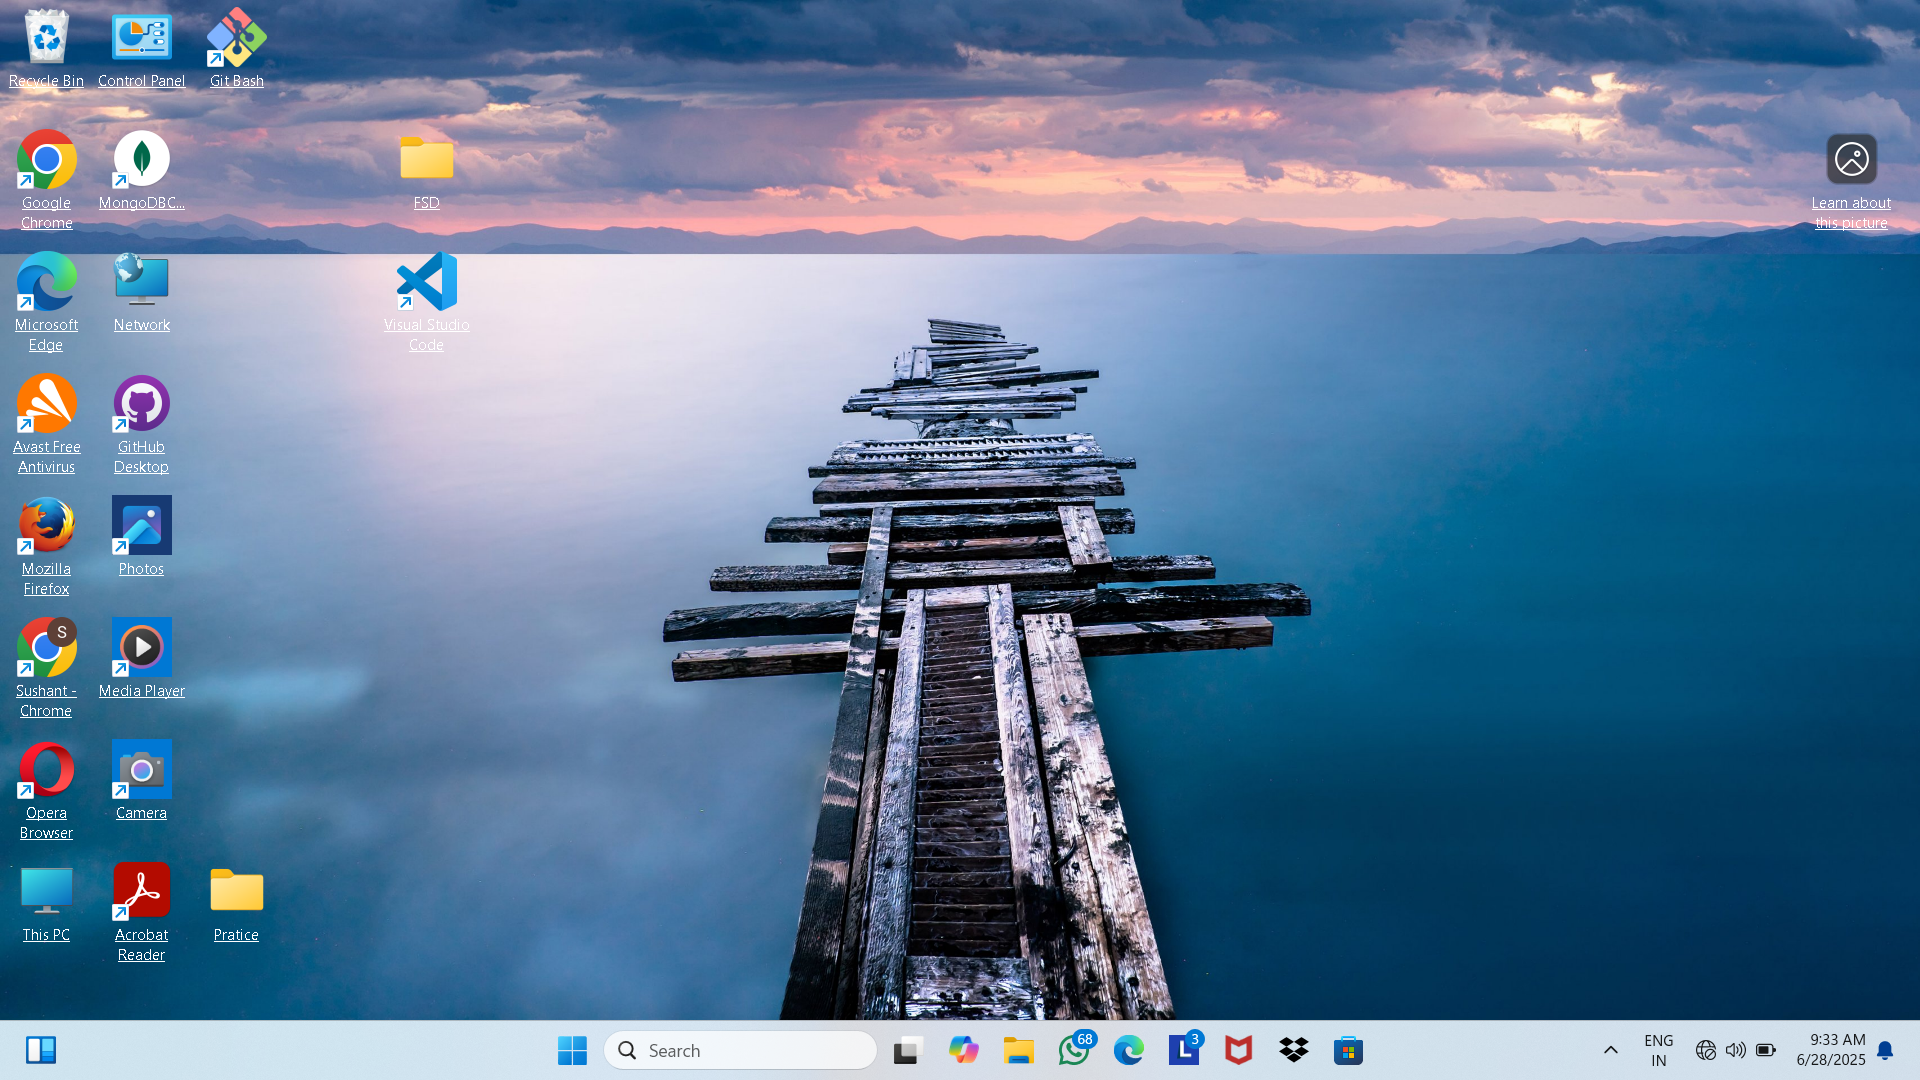 Recycle Bin
Control Panel
Git Bash
Google
Chrome
MongoDBC...
FSD
Learn about
this picture
Microsoft
Edge
Network
Visual Studio
Code
Avast Free
Antivirus
GitHub
Desktop
Mozilla
Firefox
Photos
S
Sushant -
Chrome
Media Player
Opera
Browser
Camera
This PC
Acrobat
Reader
Pratice
Search
68
L
3
ENG
IN
9:33 AM
6/28/2025